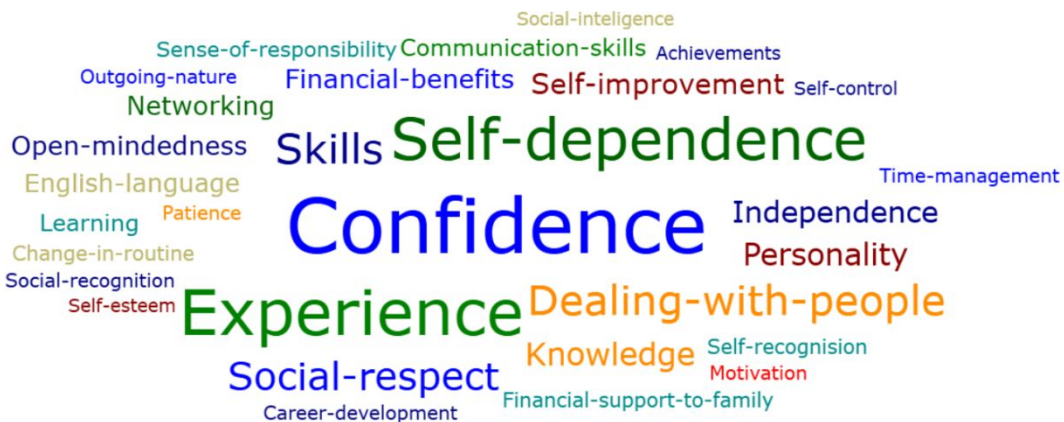 Social-inteligence
Sense-of-responsibility Communication-skills Achievements
Outgoing-nature Financial-benefits Self-improvement Self-control
Networking
Open-mindedness Skills Self-dependence
English-language Time-management
Learning Patience Confidence Independence
Change-in-routine Personality
Social-recognition
Self-esteem Experience Dealing-with-people
Knowledge Self-recognision
Social-respect Motivation
Career-development Financial-support-to-family